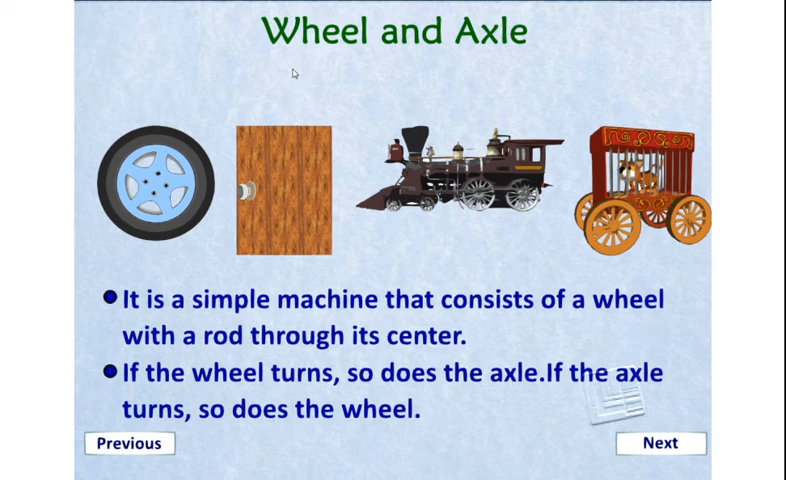 Wheel and Axle
It is a simple machine that consists of a wheel
with a rod through its center.
If the wheel turns, so does the axle.If the axle
turns, so does the wheel.
Previous
Next